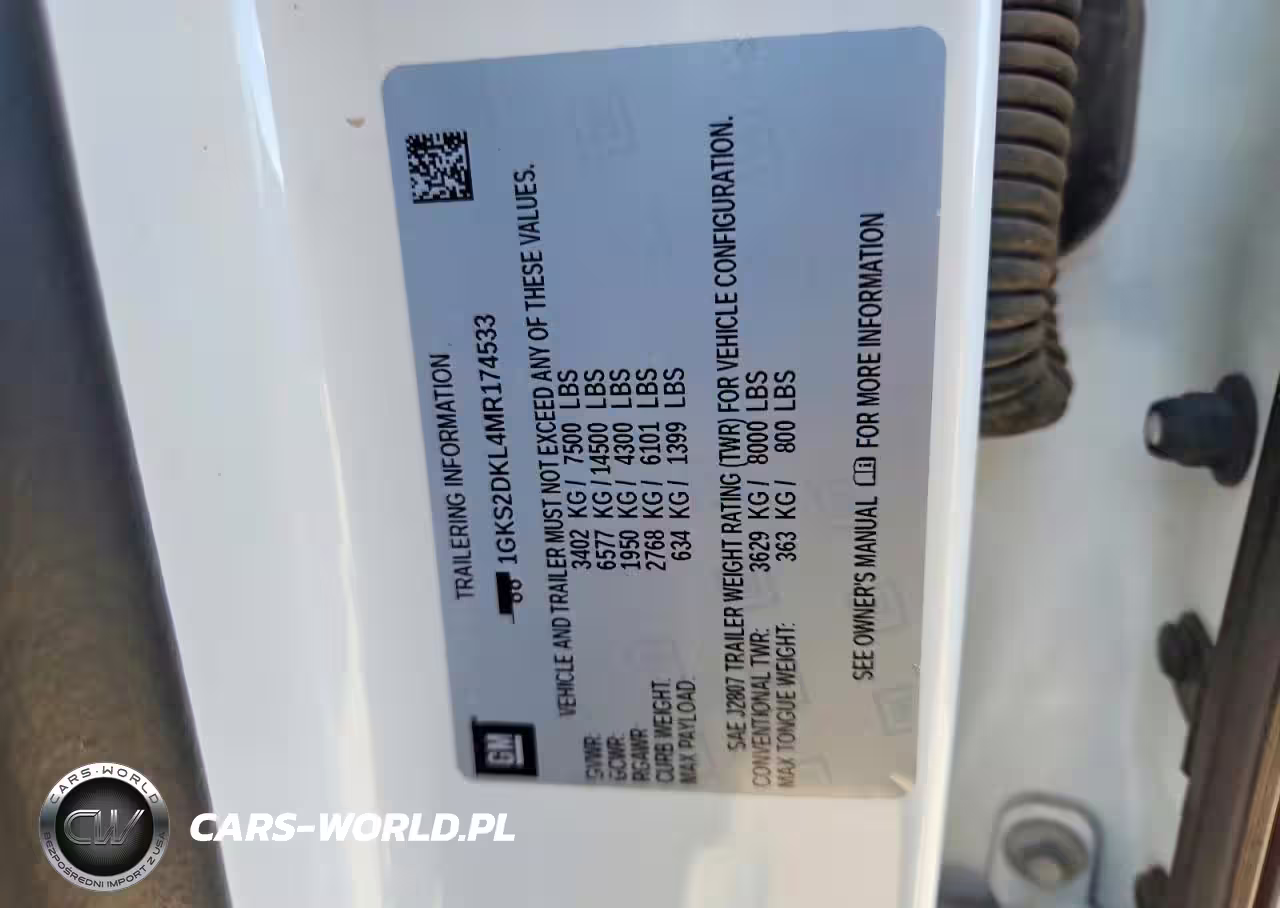 TRAILERING INFORMATION
1GKS2DKL4MR174533
GM
VEHICLE AND TRAILER MUST NOT EXCEED ANY OF THESE VALUES.
GVWR: 3402 KG / 7500 LBS
GCWR: 6577 KG / 14500 LBS
RGAWR: 1950 KG / 4300 LBS
CURB WEIGHT: 2768 KG / 6101 LBS
MAX PAYLOAD: 634 KG / 1399 LBS
SAE J2807 TRAILER WEIGHT RATING (TWR) FOR VEHICLE CONFIGURATION.
CONVENTIONAL TWR: 3629 KG / 8000 LBS
MAX TONGUE WEIGHT: 363 KG / 800 LBS
SEE OWNER'S MANUAL FOR MORE INFORMATION
CARS-WORLD
CW
BEZPOŚREDNI IMPORT Z USA
CARS-WORLD.PL